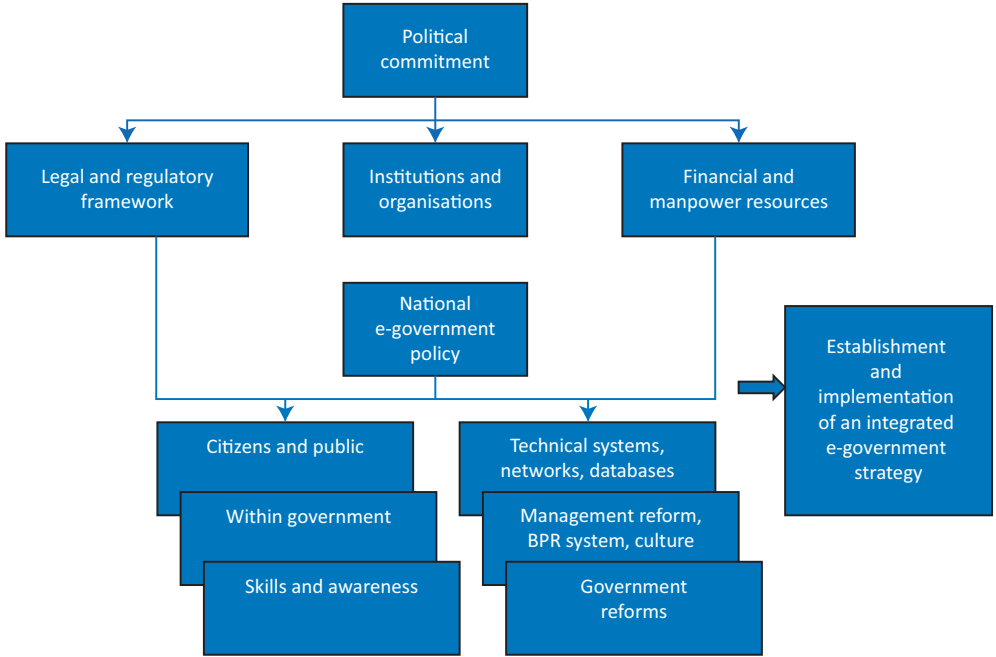 Political
commitment
Legal and regulatory
framework
Institutions and
organisations
Financial and
manpower resources
National
e-government
policy
Establishment
and
implementation
of an integrated
e-government
strategy
Citizens and public
Within government
Skills and awareness
Technical systems,
networks, databases
Management reform,
BPR system, culture
Government
reforms